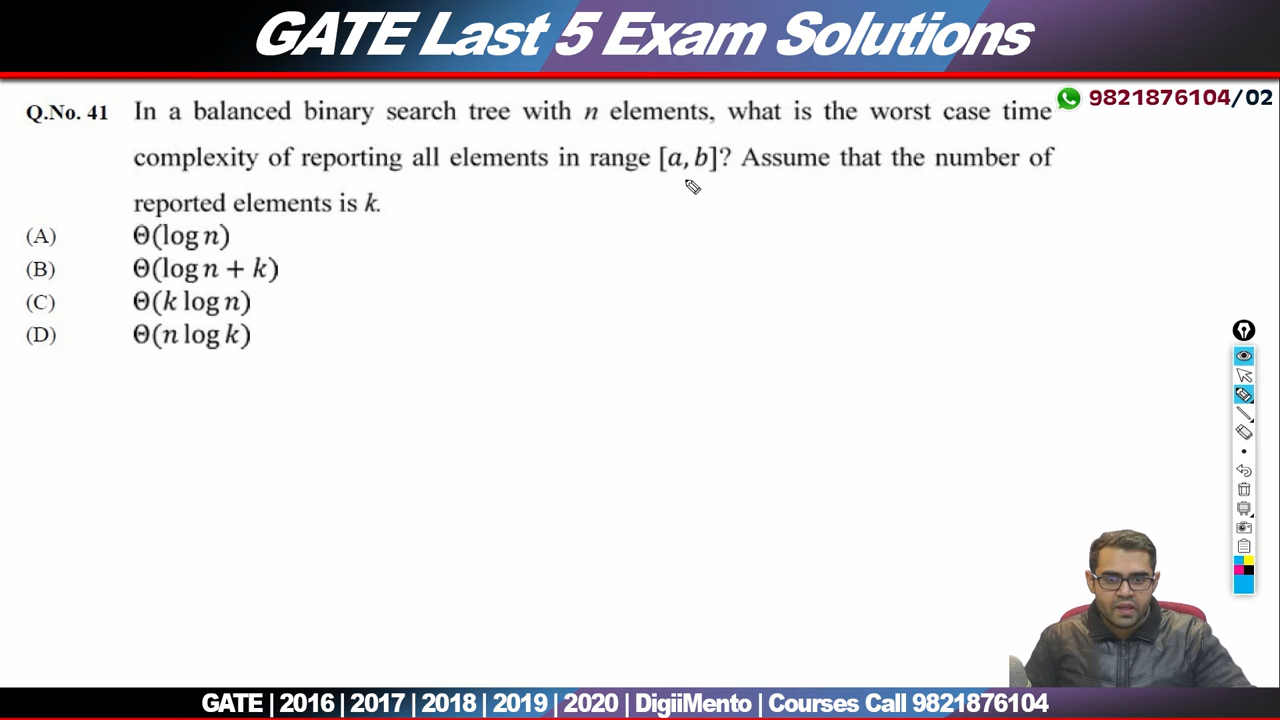 GATE Last 5 Exam Solutions
9821876104/02
Q.No. 41 In a balanced binary search tree with n elements, what is the worst case time
complexity of reporting all elements in range [a, b]? Assume that the number of
reported elements is k.
(A) Θ(log n)
(B) Θ(log n + k)
(C) Θ(k log n)
(D) Θ(n log k)
GATE | 2016 | 2017 | 2018 | 2019 | 2020 | DigiiMento | Courses Call 9821876104